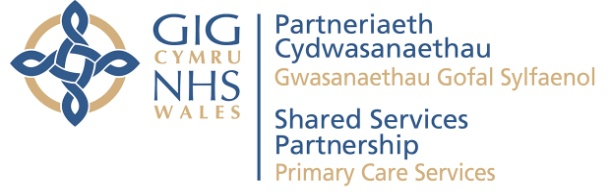 GIG
CYMRU
NHS
WALES
Partneriaeth
Cydwasanaethau
Gwasanaethau Gofal Sylfaenol
Shared Services
Partnership
Primary Care Services